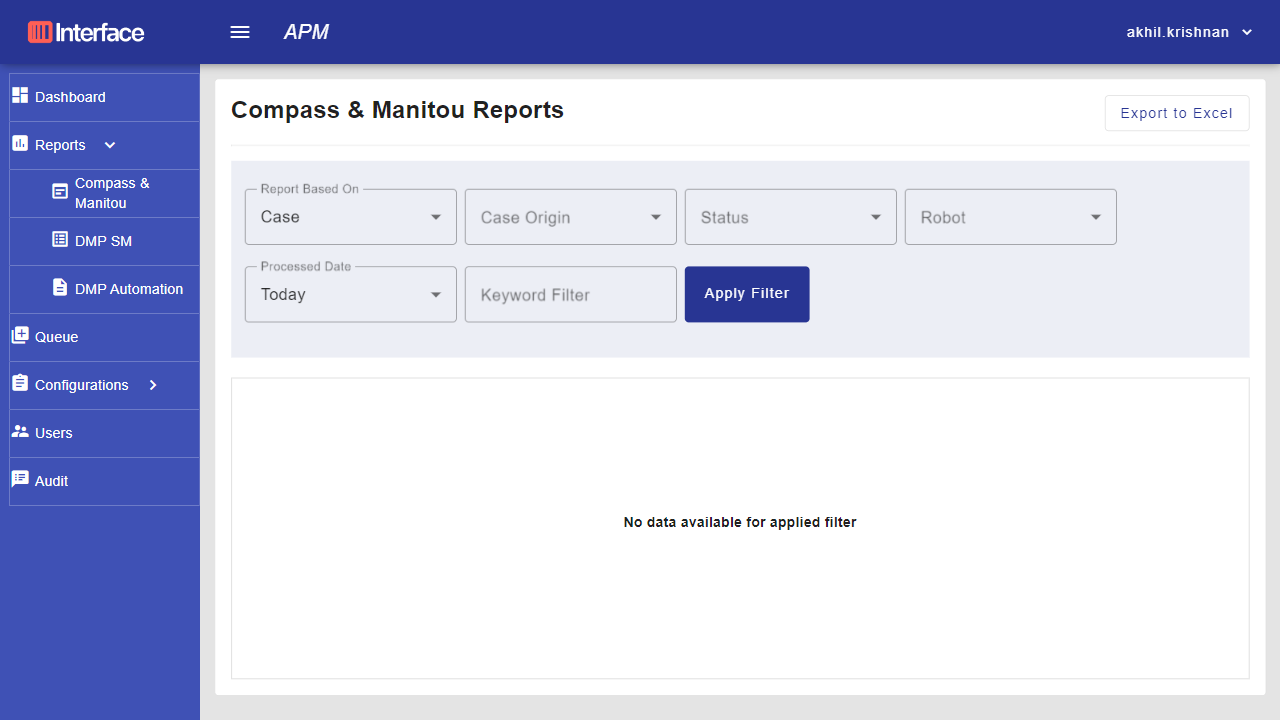 Interface
APM
akhil.krishnan
Dashboard
Reports
Compass &
Manitou
DMP SM
DMP Automation
Queue
Configurations
Users
Audit
Compass & Manitou Reports
Export to Excel
Report Based On
Case
Case Origin
Status
Robot
Processed Date
Today
Keyword Filter
Apply Filter
No data available for applied filter